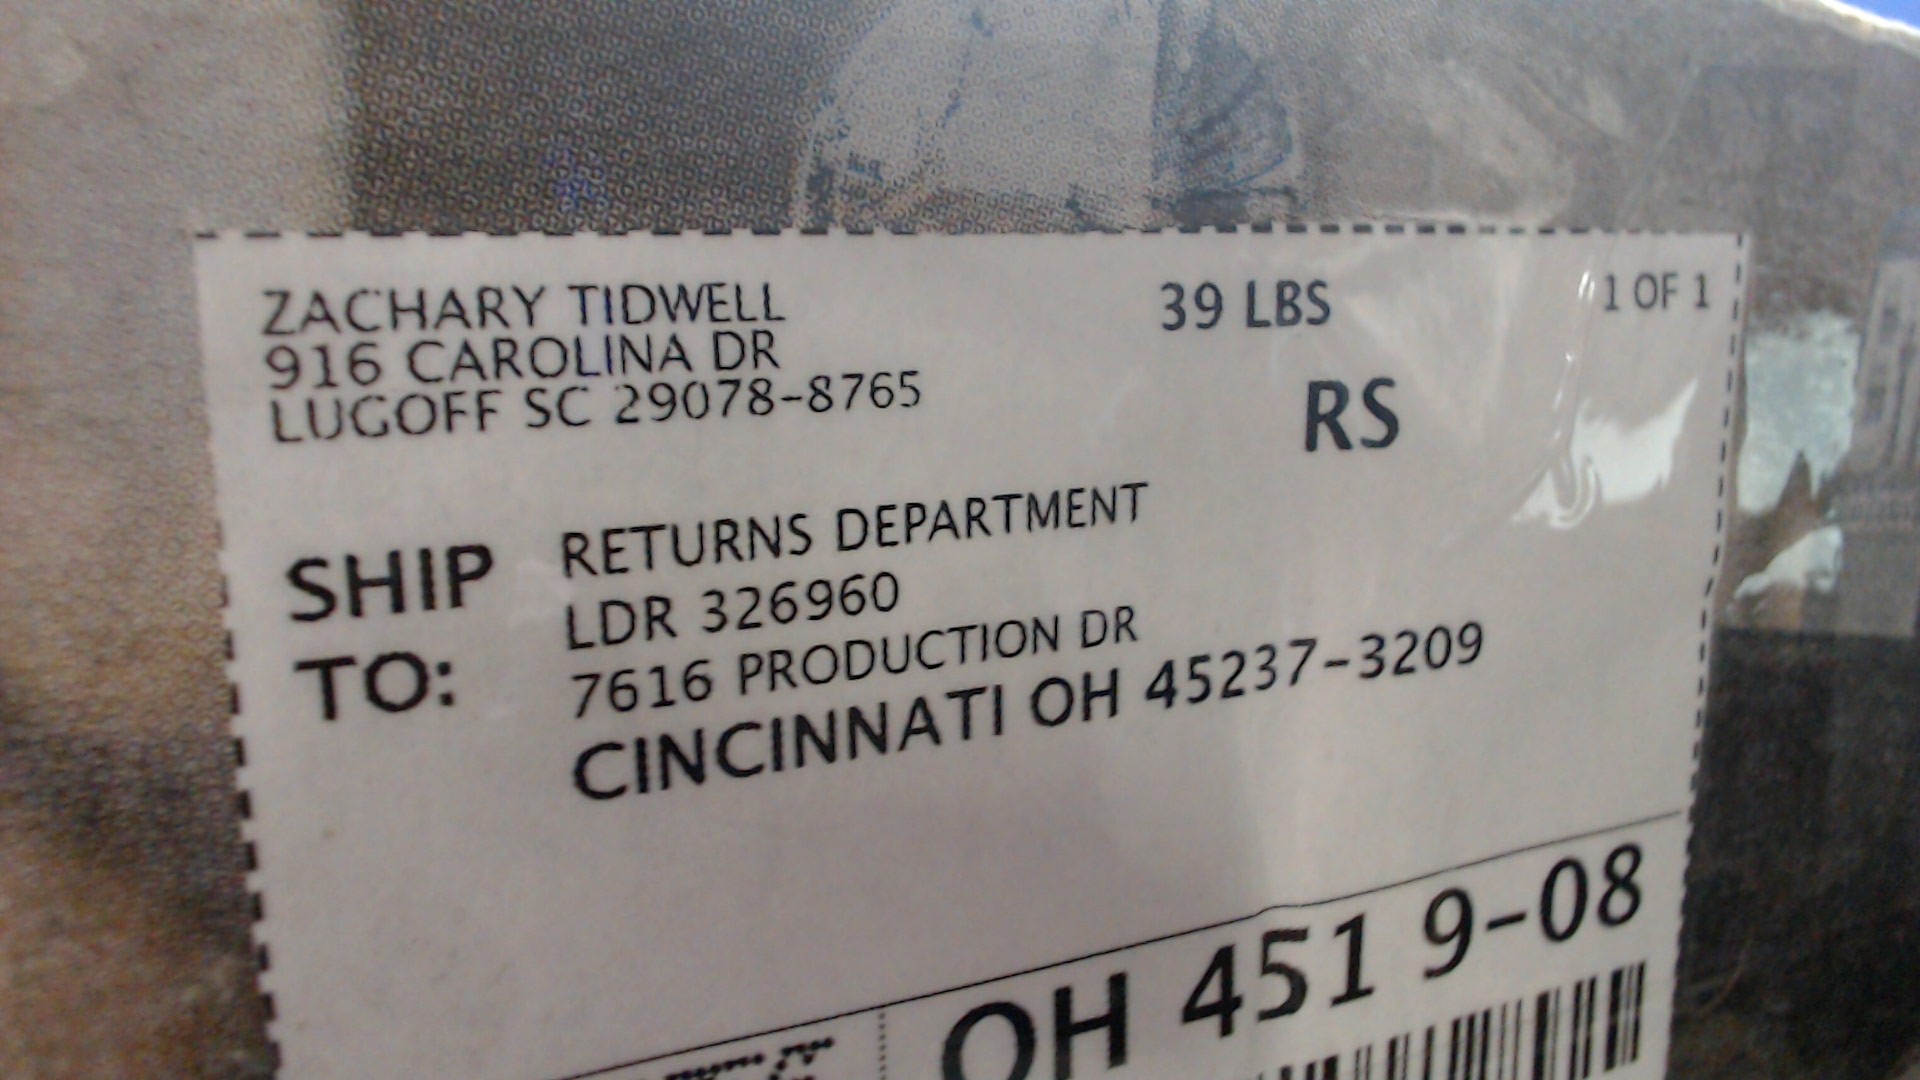 ZACHARY TIDWELL
916 CAROLINA DR
LUGOFF SC 29078-8765
39 LBS
1 OF 1
RS
SHIP TO:
RETURNS DEPARTMENT
LDR 326960
7616 PRODUCTION DR
CINCINNATI OH 45237-3209
OH 451 9-08